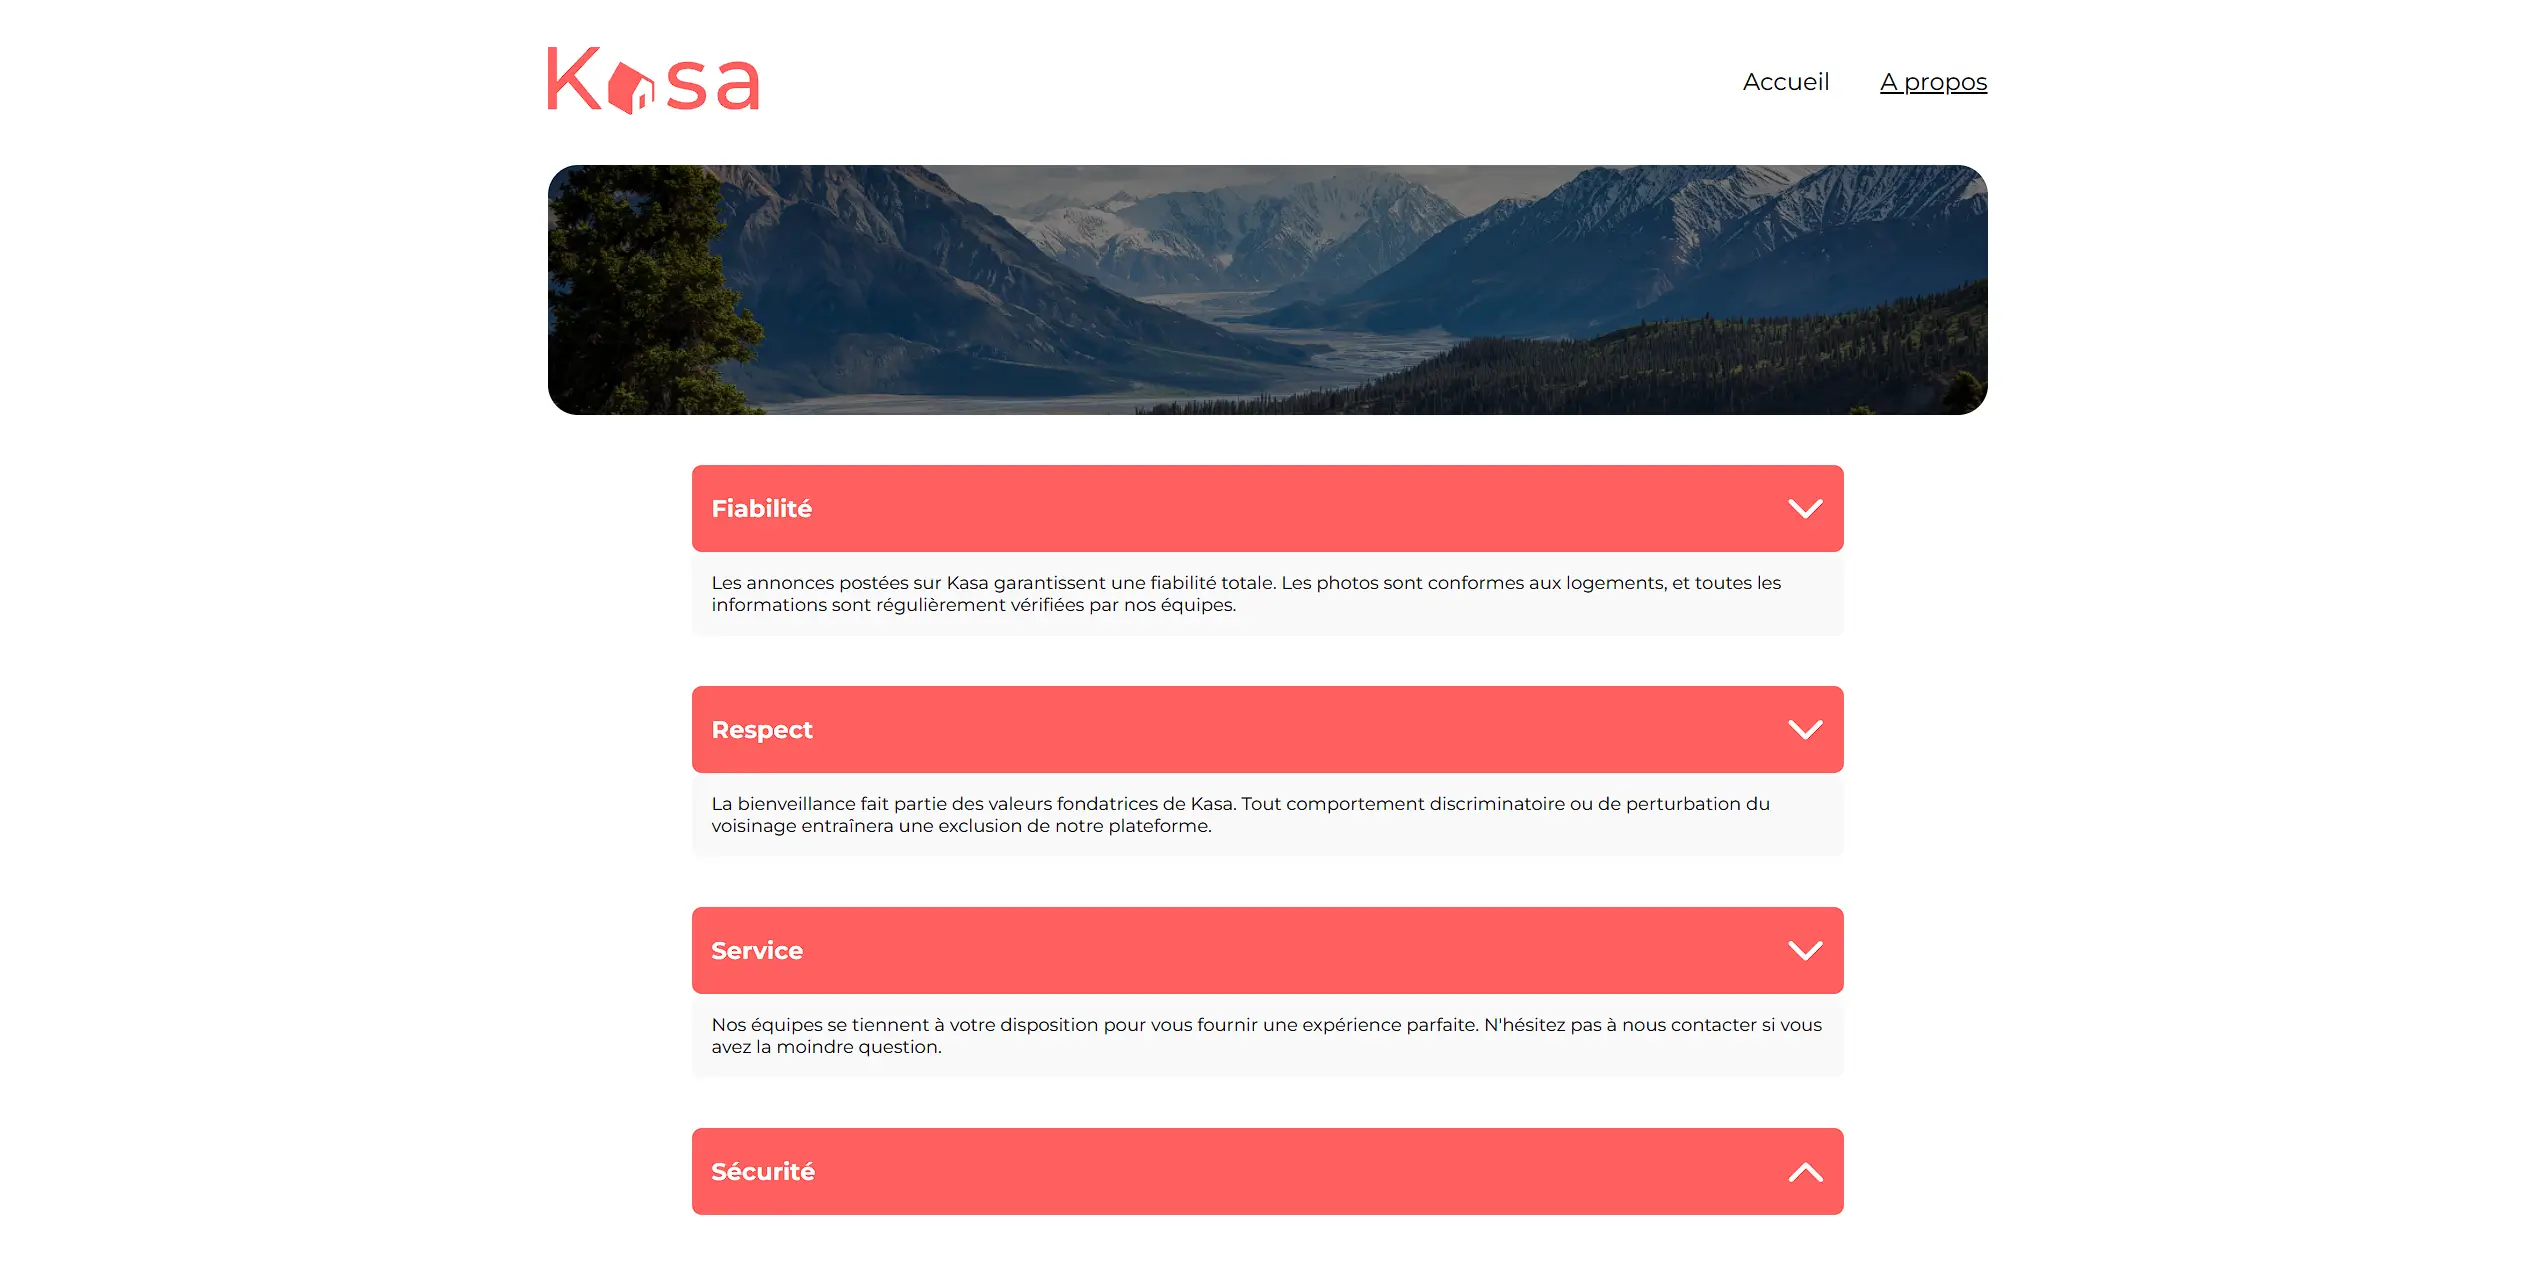 Kasa
Accueil
A propos
Fiabilité
Les annonces postées sur Kasa garantissent une fiabilité totale. Les photos sont conformes aux logements, et toutes les
informations sont régulièrement vérifiées par nos équipes.
Respect
La bienveillance fait partie des valeurs fondatrices de Kasa. Tout comportement discriminatoire ou de perturbation du
voisinage entraînera une exclusion de notre plateforme.
Service
Nos équipes se tiennent à votre disposition pour vous fournir une expérience parfaite. N'hésitez pas à nous contacter si vous
avez la moindre question.
Sécurité